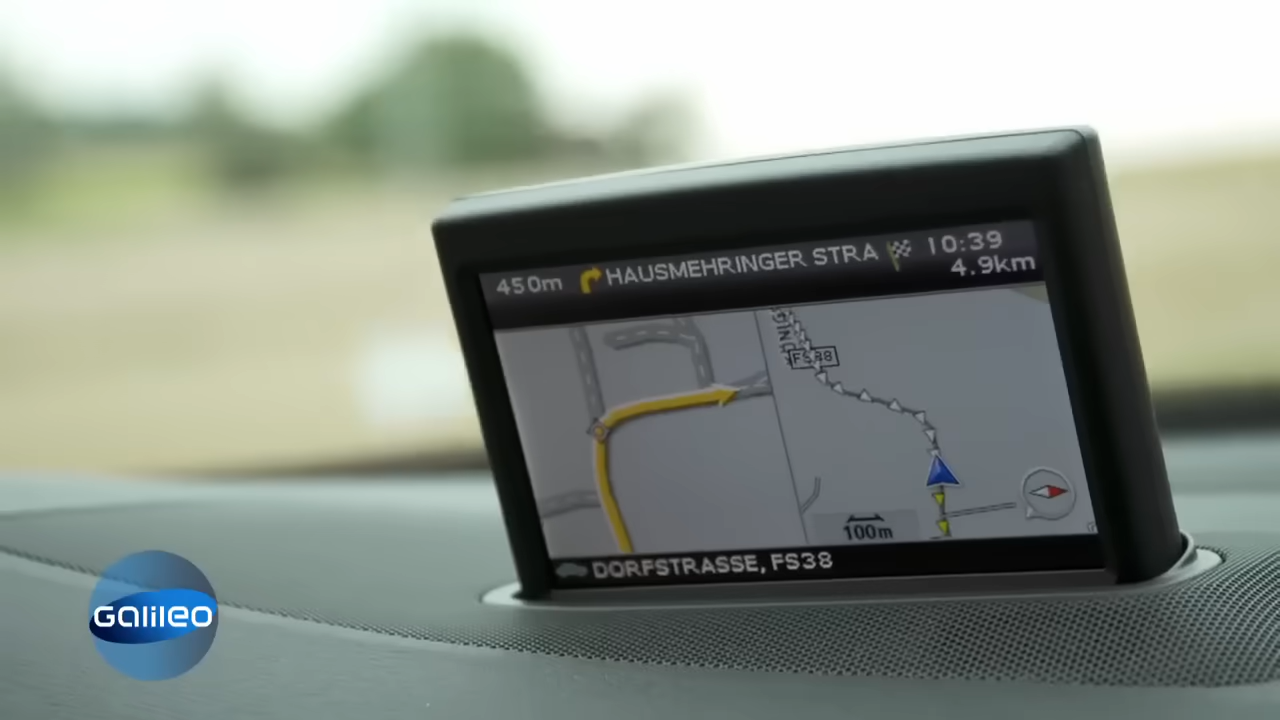 450m HAUSMEHRINGER STRA 10:39
4.9km
FS38
100m
DORFSTRASSE, FS38
Galileo